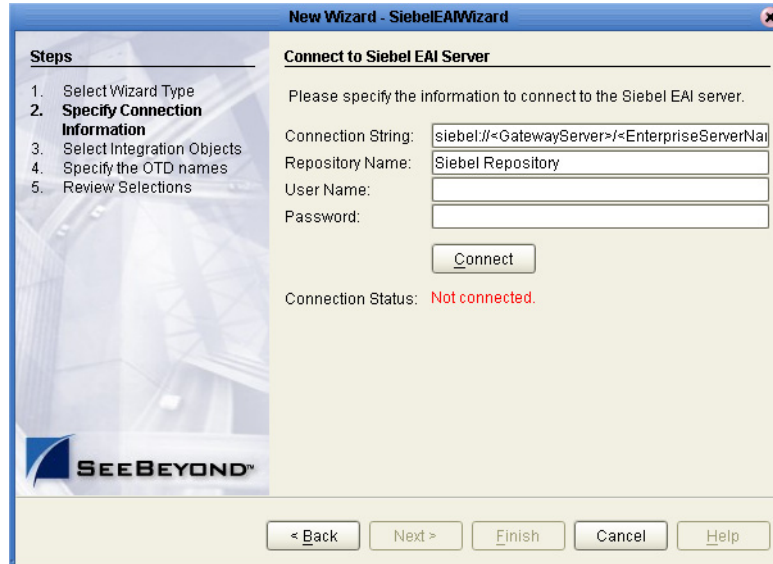 New Wizard - SiebelEAIWizard
Steps
1. Select Wizard Type
2. Specify Connection
Information
3. Select Integration Objects
4. Specify the OTD names
5. Review Selections
SEEBEYOND™
Connect to Siebel EAI Server
Please specify the information to connect to the Siebel EAI server.
Connection String: siebel://<GatewayServer>/<EnterpriseServerNa
Repository Name: Siebel Repository
User Name:
Password:
Connect
Connection Status: Not connected.
< Back Next > Finish Cancel Help